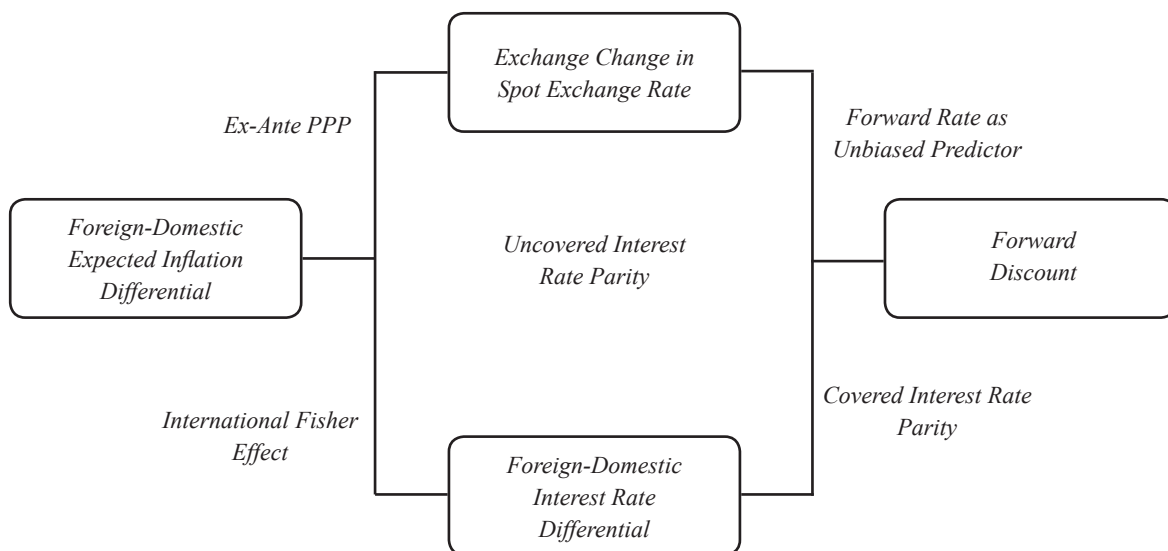 Exchange Change in
Spot Exchange Rate
Ex-Ante PPP
Forward Rate as
Unbiased Predictor
Foreign-Domestic
Expected Inflation
Differential
Uncovered Interest
Rate Parity
Forward
Discount
International Fisher
Effect
Covered Interest Rate
Parity
Foreign-Domestic
Interest Rate
Differential